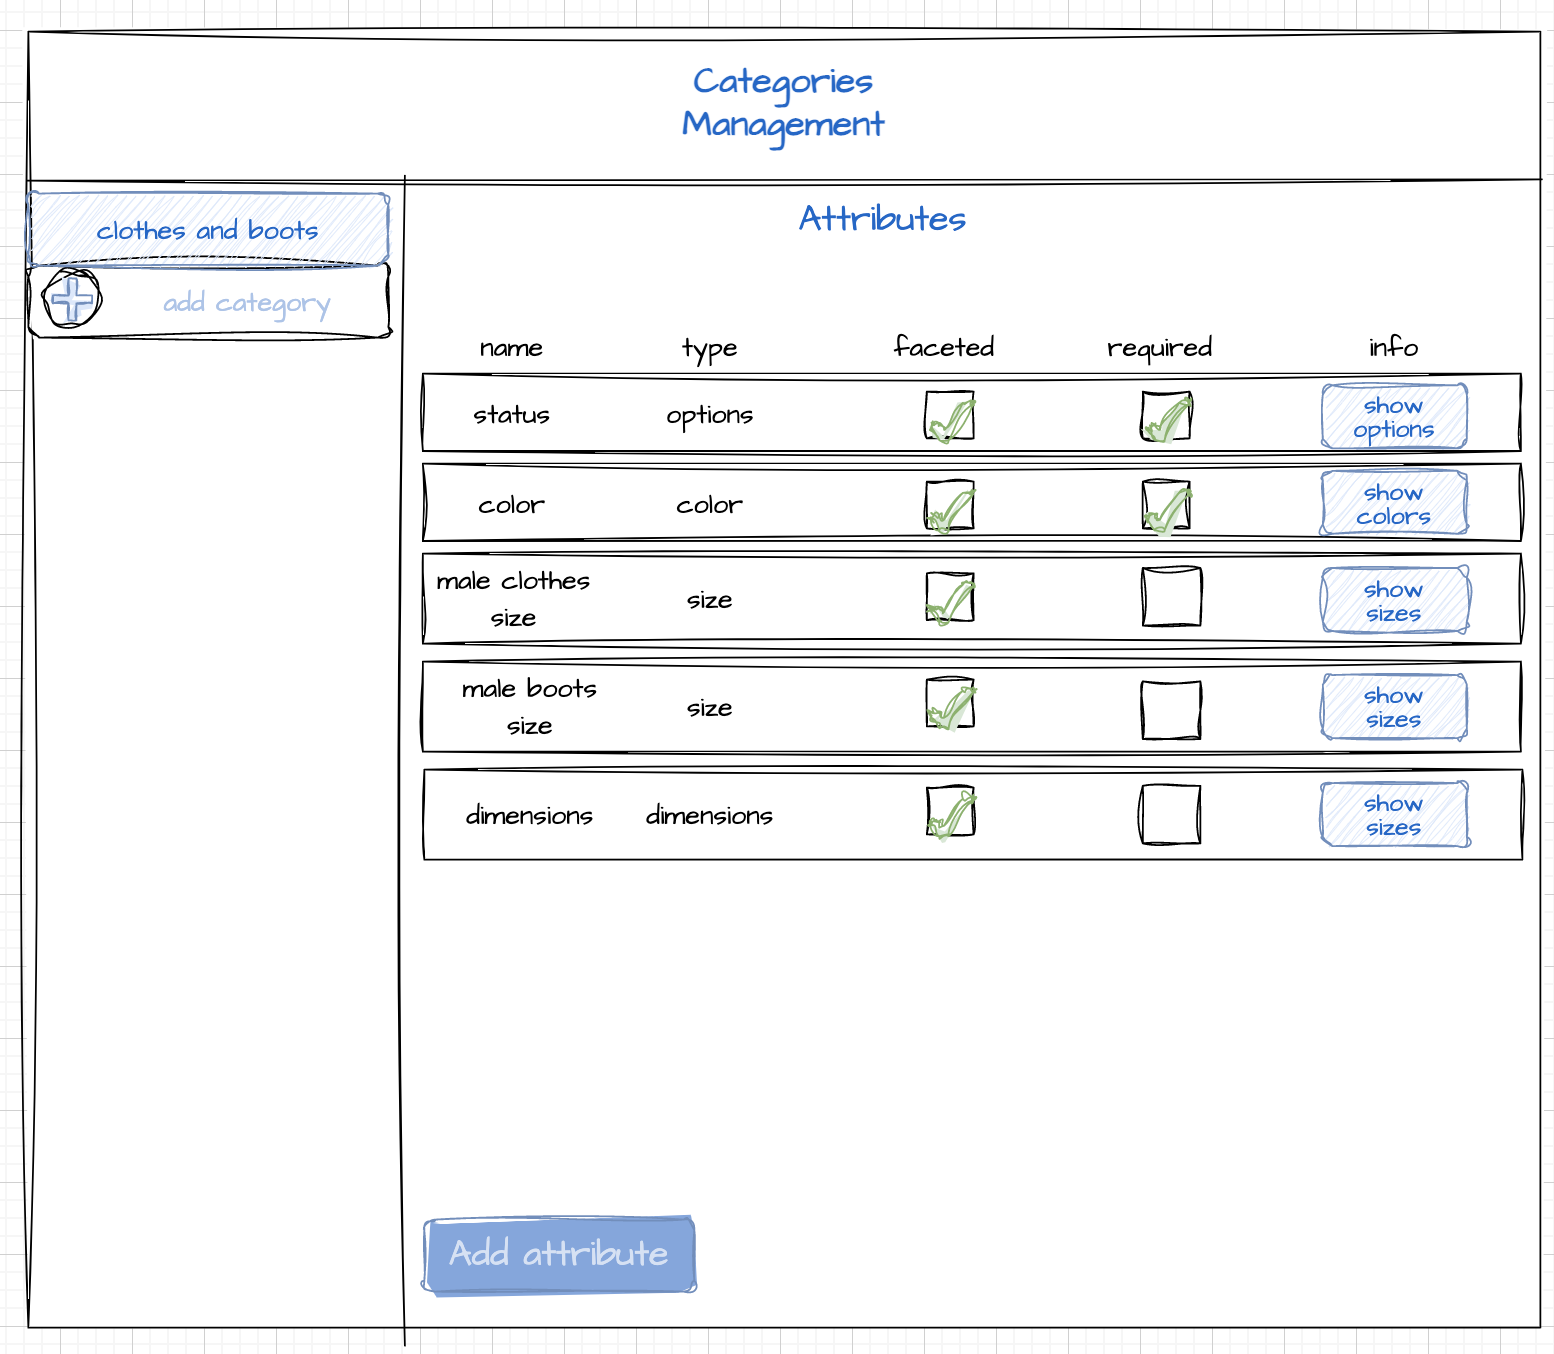 Categories
Management
clothes and boots
add category
Attributes
name type faceted required info
status options show
options
color color show
colors
male clothes
size size show
sizes
male boots
size size show
sizes
dimensions dimensions show
sizes
Add attribute